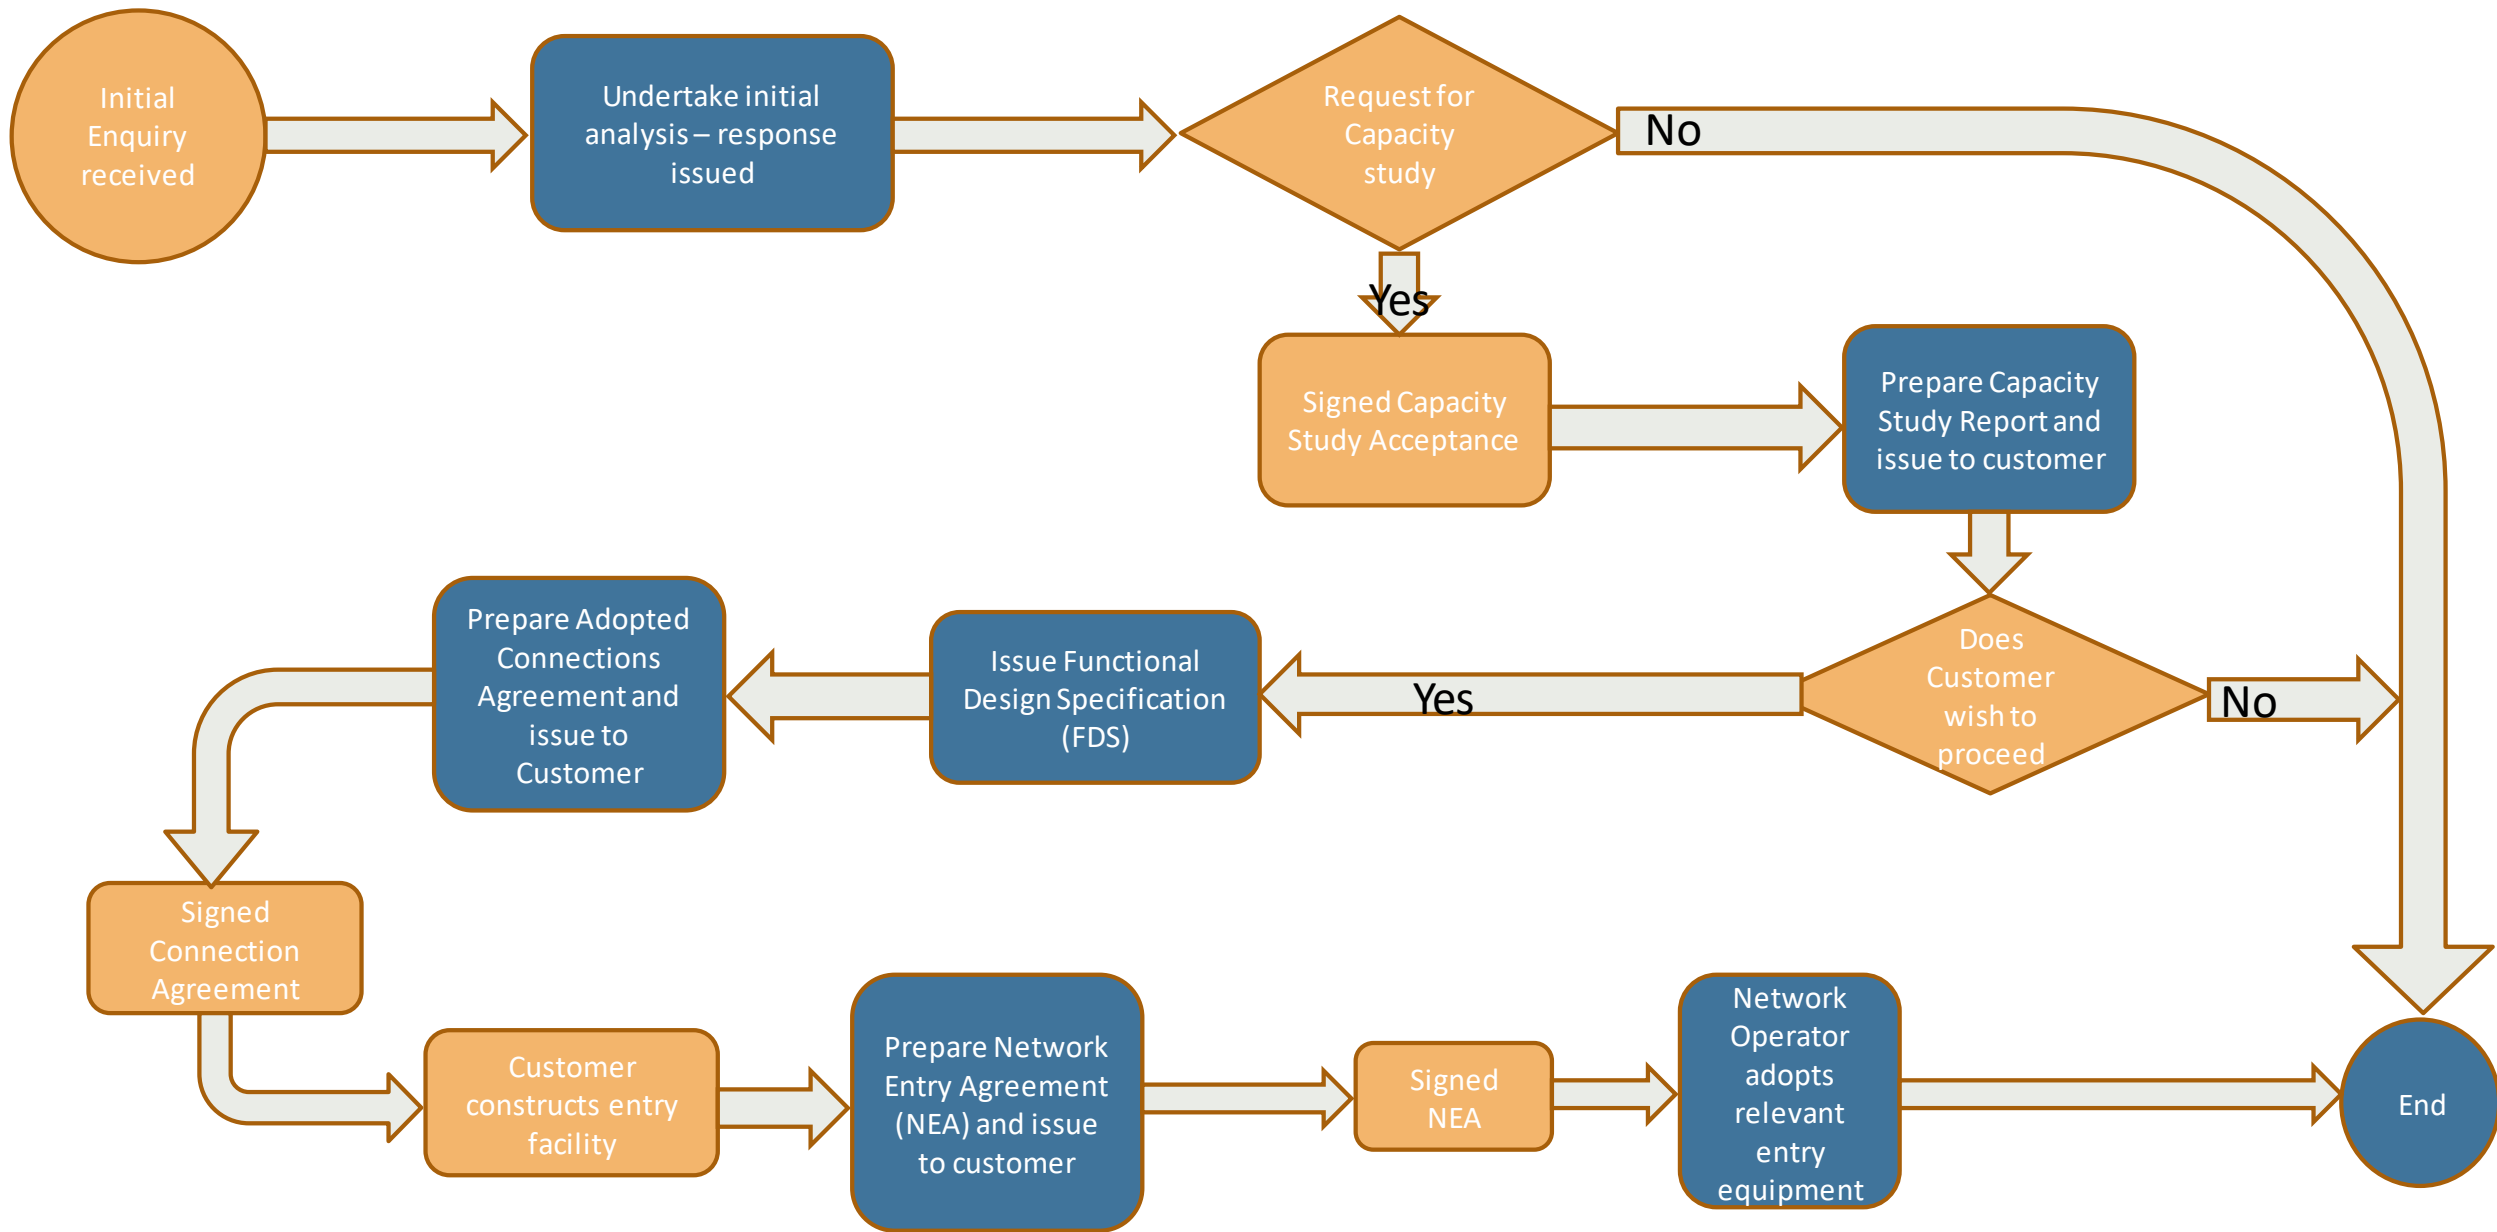 Initial
Enquiry
received
Undertake initial
analysis – response
issued
Request for
Capacity
study
No
Yes
Signed Capacity
Study Acceptance
Prepare Capacity
Study Report and
issue to customer
Does
Customer
wish to
proceed
No
Yes
Issue Functional
Design Specification
(FDS)
Prepare Adopted
Connections
Agreement and
issue to
Customer
Signed
Connection
Agreement
Customer
constructs entry
facility
Prepare Network
Entry Agreement
(NEA) and issue
to customer
Signed
NEA
Network
Operator
adopts
relevant
entry
equipment
End